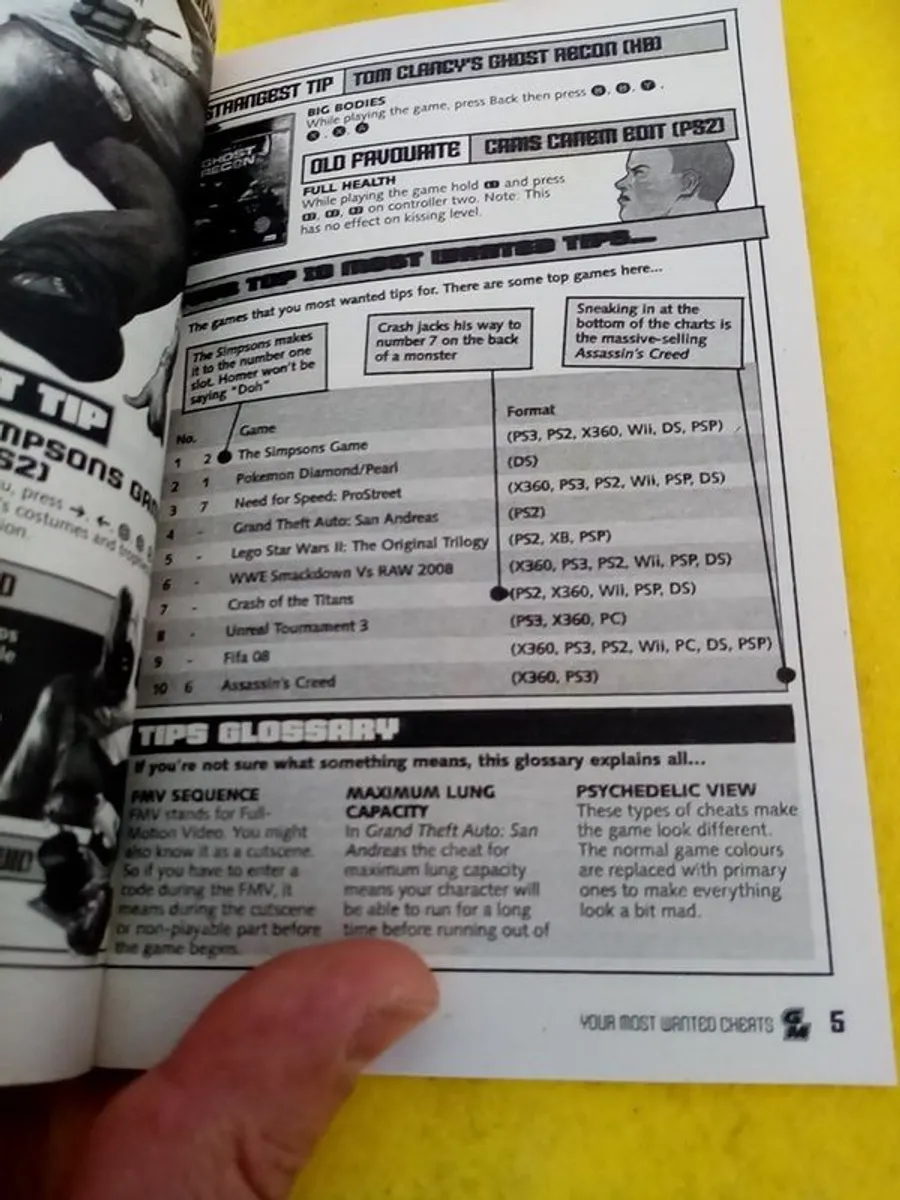 STRANGEST TIP
TOM CLANCY'S GHOST RECON (XB)
BIG BODIES
While playing the game, press Back then press
GHOST
RECON
OLD FAVOURITE
CHRIS CAREM EDIT (PS2)
FULL HEALTH
While playing the game hold and press
on controller two. Note: This
has no effect on kissing level.
TOP 10 MOST WANTED TIPS...
The games that you most wanted tips for. There are some top games here...
The Simpsons makes
it to the number one
slot. Homer won't be
saying "Doh"
Crash jacks his way to
number 7 on the back
of a monster
Sneaking in at the
bottom of the charts is
the massive-selling
Assassin's Creed
No. Game Format
1 2 The Simpsons Game (PS3, PS2, X360, Wii, DS, PSP)
2 1 Pokemon Diamond/Pearl (DS)
3 7 Need for Speed: ProStreet (X360, PS3, PS2, Wii, PSP, DS)
4 - Grand Theft Auto: San Andreas (PS2)
5 - Lego Star Wars II: The Original Trilogy (PS2, XB, PSP)
6 - WWE Smackdown Vs RAW 2008 (X360, PS3, PS2, Wii, PSP, DS)
7 - Crash of the Titans (PS2, X360, Wii, PSP, DS)
8 - Unreal Tournament 3 (PS3, X360, PC)
9 - Fifa 08 (X360, PS3, PS2, Wii, PC, DS, PSP)
10 6 Assassin's Creed (X360, PS3)
TIPS GLOSSARY
If you're not sure what something means, this glossary explains all...
FMV SEQUENCE
FMV stands for Full-
Motion Video. You might
also know it as a cutscene.
So if you have to enter a
code during the FMV, it
means during the cutscene
or non-playable part before
the game begins.
MAXIMUM LUNG
CAPACITY
In Grand Theft Auto: San
Andreas the cheat for
maximum lung capacity
means your character will
be able to run for a long
time before running out of
PSYCHEDELIC VIEW
These types of cheats make
the game look different.
The normal game colours
are replaced with primary
ones to make everything
look a bit mad.
YOUR MOST WANTED CHEATS GM 5
T TIP
press
costumes and